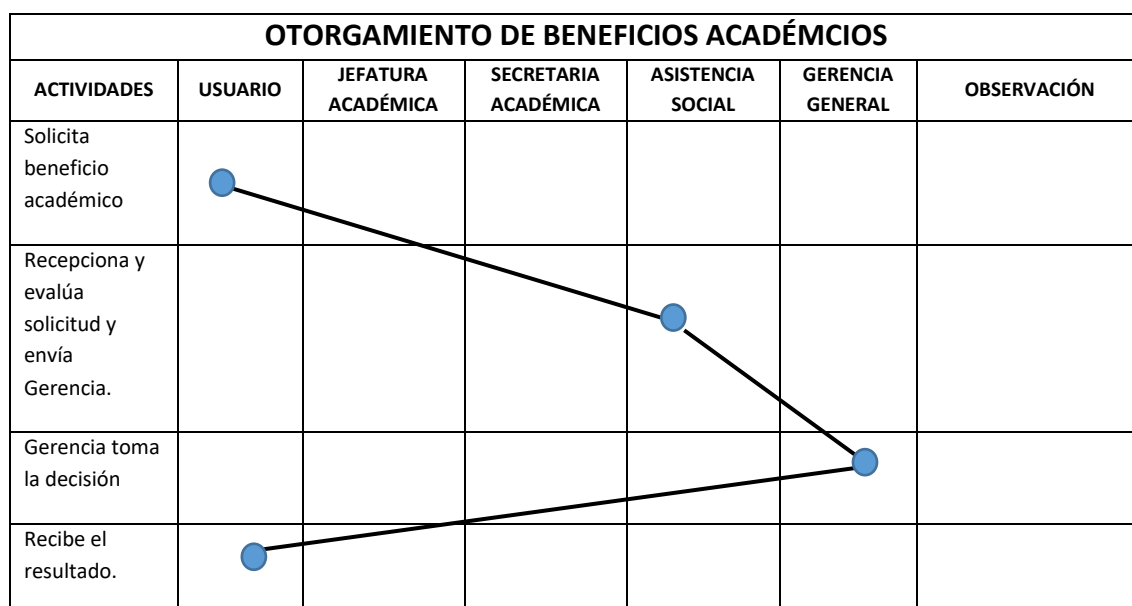 OTORGAMIENTO DE BENEFICIOS ACADÉMCIOS
ACTIVIDADES
USUARIO
JEFATURA
ACADÉMICA
SECRETARIA
ACADÉMICA
ASISTENCIA
SOCIAL
GERENCIA
GENERAL
OBSERVACIÓN
Solicita
beneficio
académico
Recepciona y
evalúa
solicitud y
envía
Gerencia.
Gerencia toma
la decisión
Recibe el
resultado.